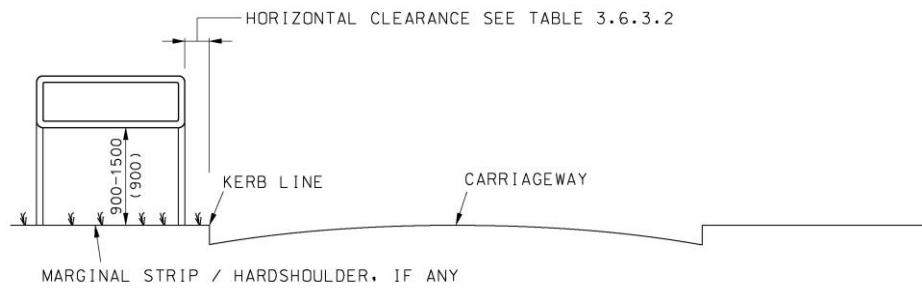 HORIZONTAL CLEARANCE SEE TABLE 3.6.3.2
900-1500
(900)
KERB LINE
CARRIAGEWAY
MARGINAL STRIP / HARDSHOULDER, IF ANY